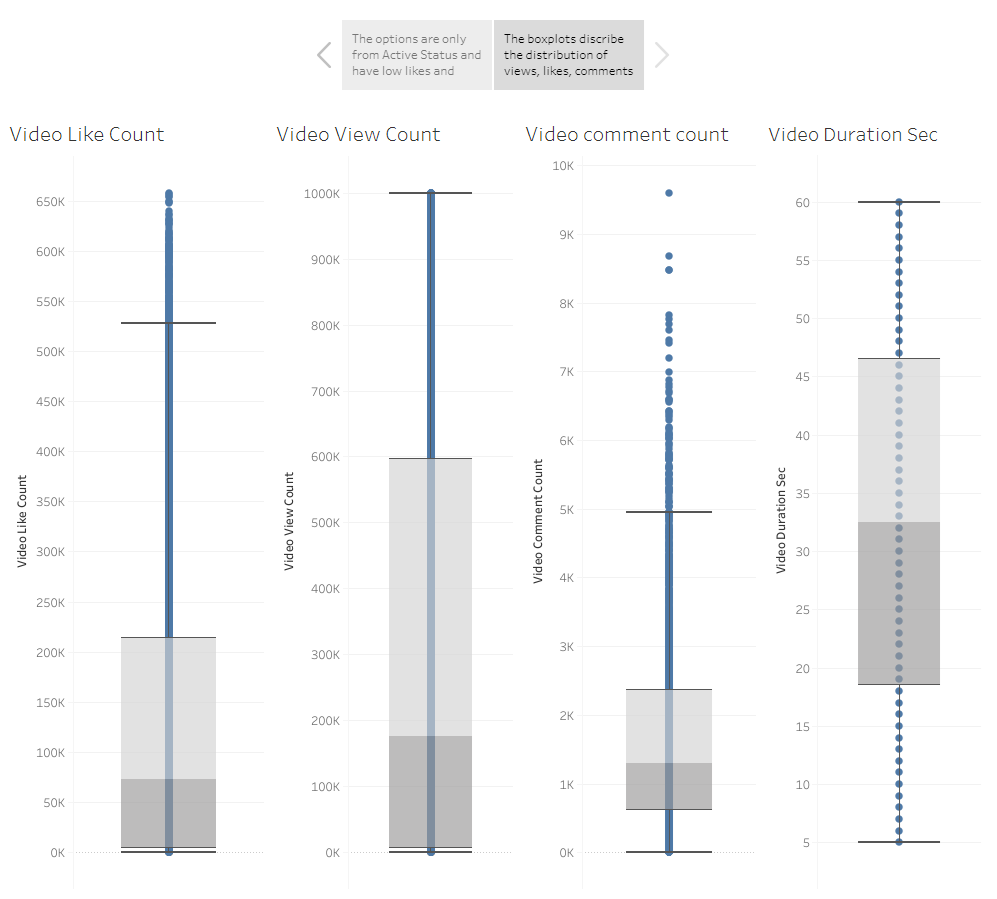 The options are only
from Active Status and
have low likes and
The boxplots discribe
the distribution of
views, likes, comments
Video Like Count
Video View Count
Video comment count
Video Duration Sec
Video Like Count
650K
600K
550K
500K
450K
400K
350K
300K
250K
200K
150K
100K
50K
0K
Video View Count
1000K
900K
800K
700K
600K
500K
400K
300K
200K
100K
0K
Video Comment Count
10K
9K
8K
7K
6K
5K
4K
3K
2K
1K
0K
Video Duration Sec
60
55
50
45
40
35
30
25
20
15
10
5